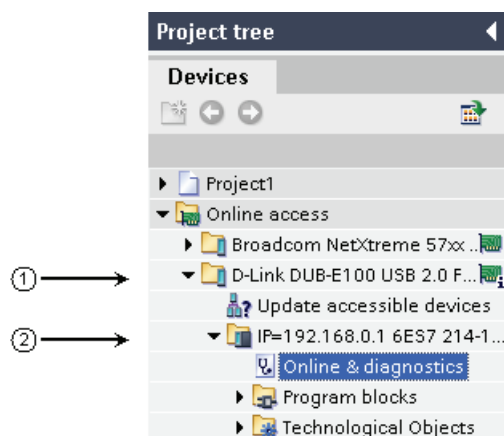 Project tree
Devices
Project1
Online access
Broadcom NetXtreme 57xx ..
① D-Link DUB-E100 USB 2.0 F...
Update accessible devices
② IP=192.168.0.1 6ES7 214-1...
Online & diagnostics
Program blocks
Technological Objects